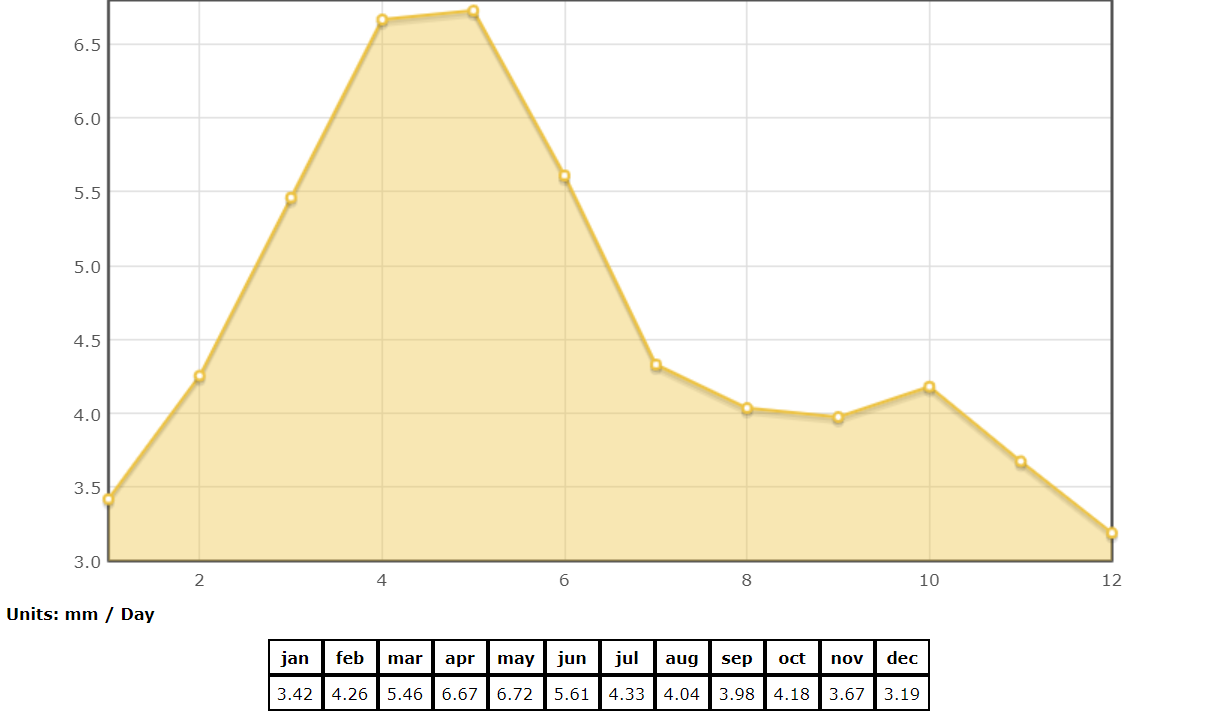 6.5
6.0
5.5
5.0
4.5
4.0
3.5
3.0
2 4 6 8 10 12
Units: mm / Day
jan feb mar apr may jun jul aug sep oct nov dec
3.42 4.26 5.46 6.67 6.72 5.61 4.33 4.04 3.98 4.18 3.67 3.19